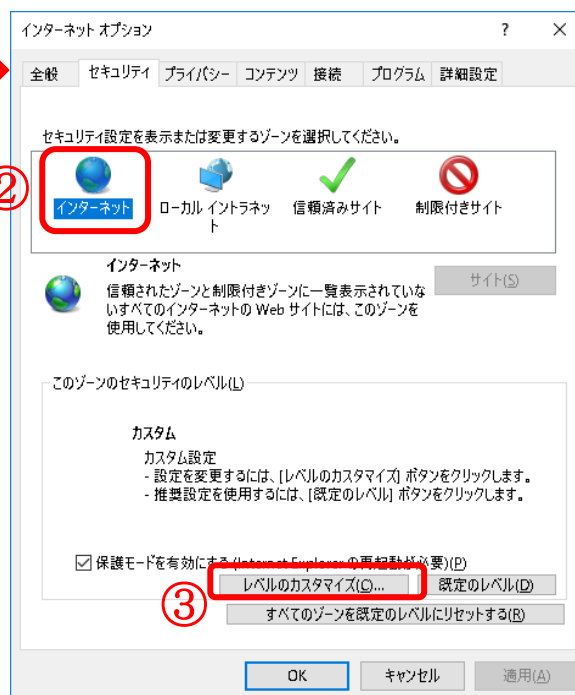 インターネット オプション ? ×
全般 セキュリティ プライバシー コンテンツ 接続 プログラム 詳細設定
セキュリティ設定を表示または変更するゾーンを選択してください。
②
インターネット ローカル イントラネッ 信頼済みサイト 制限付きサイト
ト
インターネット
サイト(S)
信頼されたゾーンと制限付きゾーンに一覧表示されていな
いすべてのインターネットの Web サイトには、このゾーンを
使用してください。
このゾーンのセキュリティのレベル(L)
カスタム
カスタム設定
- 設定を変更するには、[レベルのカスタマイズ] ボタンをクリックします。
- 推奨設定を使用するには、[既定のレベル] ボタンをクリックします。
保護モードを有効にする (Internet Explorer の再起動が必要)(P)
③
レベルのカスタマイズ(C)... 既定のレベル(D)
すべてのゾーンを既定のレベルにリセットする(R)
OK キャンセル 適用(A)